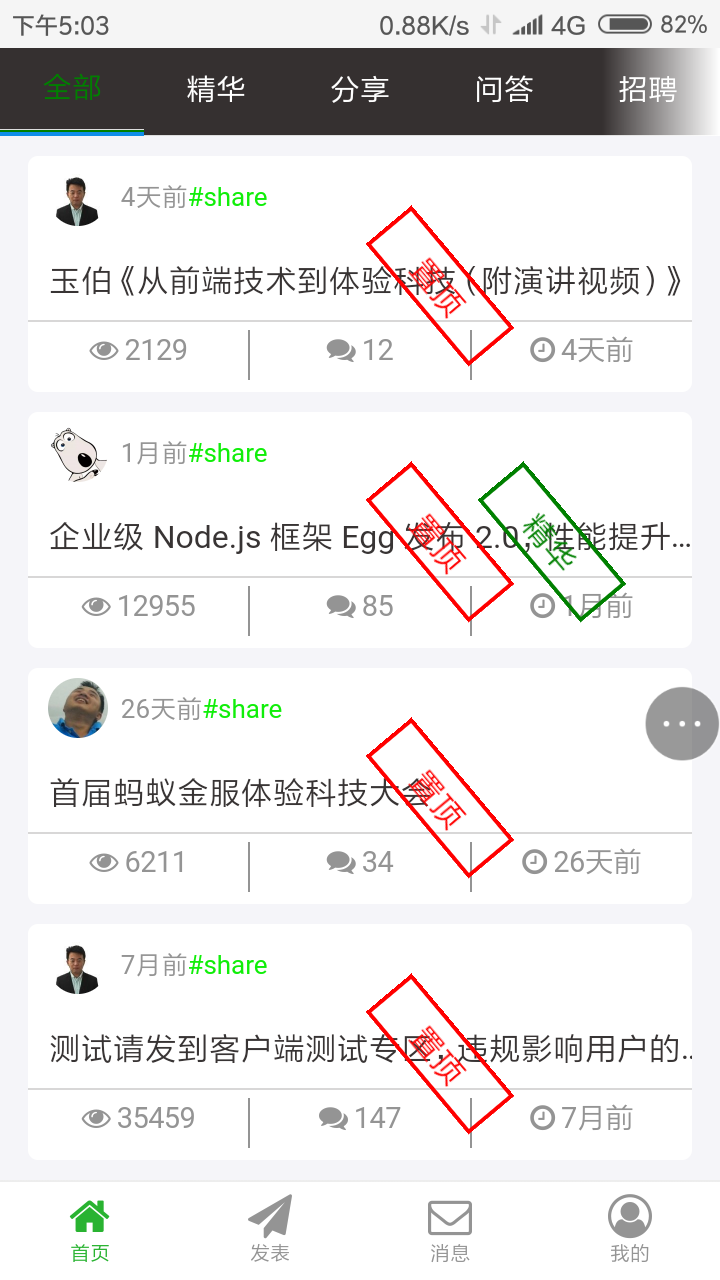 下午5:03 0.88K/s 4G 82%
全部 精华 分享 问答 招聘
4天前#share
置顶
玉伯《从前端技术到体验科技（附演讲视频）》
2129 12 4天前
1月前#share
置顶 精华
企业级 Node.js 框架 Egg 发布 2.0，性能提升...
12955 85 1月前
26天前#share
置顶
首届蚂蚁金服体验科技大会
6211 34 26天前
7月前#share
置顶
测试请发到客户端测试专区，违规影响用户的...
35459 147 7月前
首页 发表 消息 我的